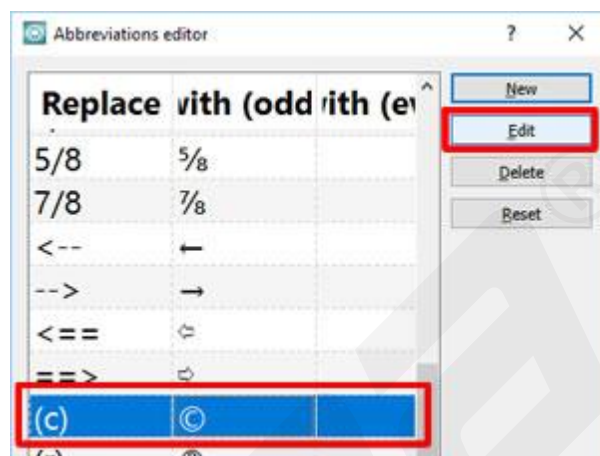 Abbreviations editor ?
Replace with (odd with (ev
5/8 ⅝
7/8 ⅞
<-- ←
--> →
<== ⇦
==> ⇨
(c) ©
New
Edit
Delete
Reset